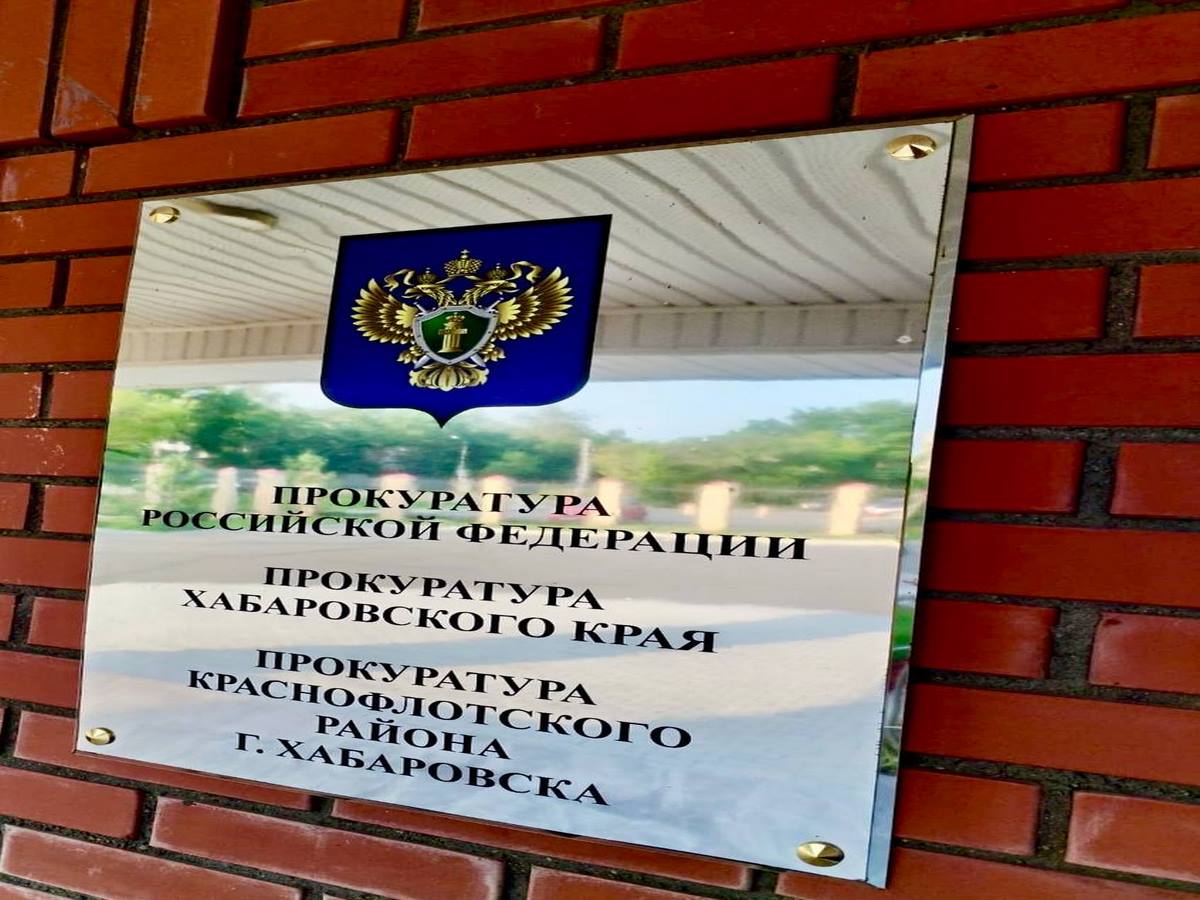 ПРОКУРАТУРА
РОССИЙСКОЙ ФЕДЕРАЦИИ
ПРОКУРАТУРА
ХАБАРОВСКОГО КРАЯ
ПРОКУРАТУРА
КРАСНОФЛОТСКОГО
РАЙОНА
Г. ХАБАРОВСКА